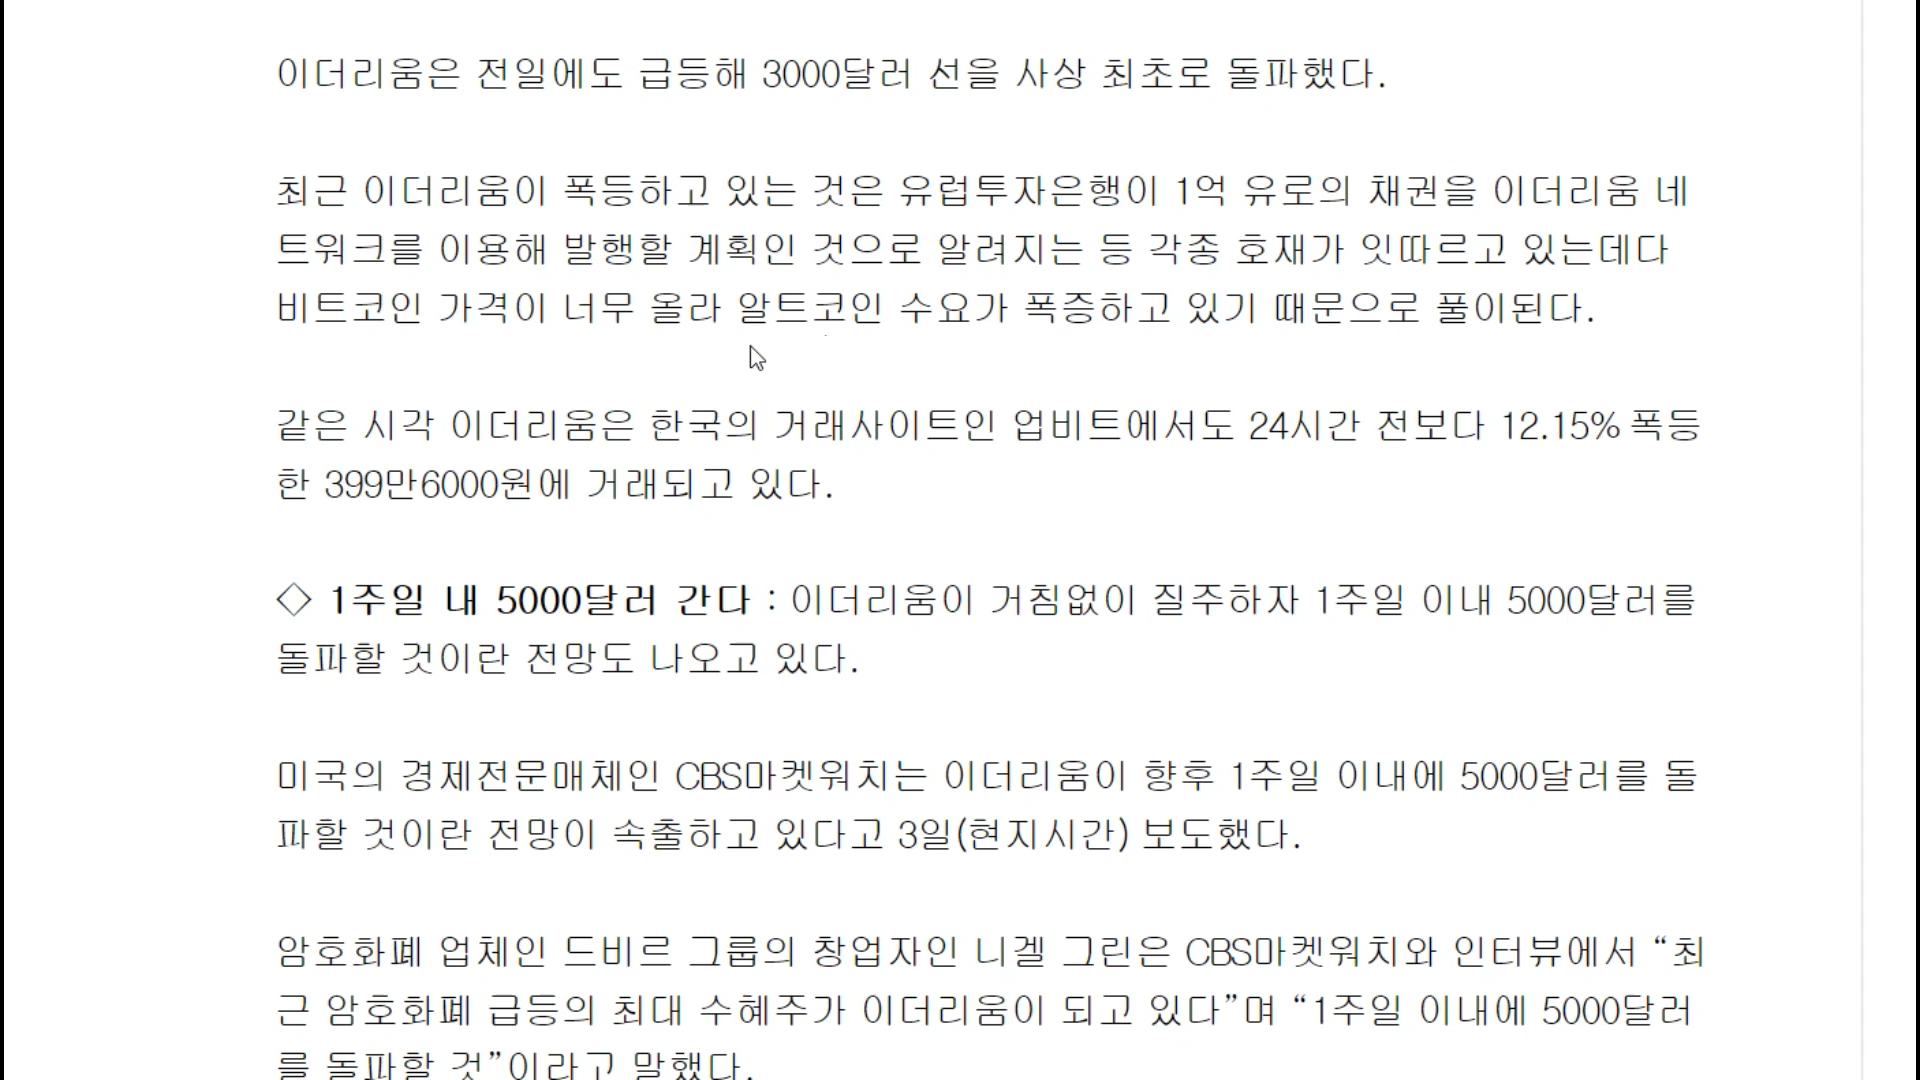 이더리움은 전일에도 급등해 3000달러 선을 사상 최초로 돌파했다.
최근 이더리움이 폭등하고 있는 것은 유럽투자은행이 1억 유로의 채권을 이더리움 네
트워크를 이용해 발행할 계획인 것으로 알려지는 등 각종 호재가 잇따르고 있는데다
비트코인 가격이 너무 올라 알트코인 수요가 폭증하고 있기 때문으로 풀이된다.
같은 시각 이더리움은 한국의 거래사이트인 업비트에서도 24시간 전보다 12.15% 폭등
한 399만6000원에 거래되고 있다.
◇ 1주일 내 5000달러 간다 : 이더리움이 거침없이 질주하자 1주일 이내 5000달러를
돌파할 것이란 전망도 나오고 있다.
미국의 경제전문매체인 CBS마켓워치는 이더리움이 향후 1주일 이내에 5000달러를 돌
파할 것이란 전망이 속출하고 있다고 3일(현지시간) 보도했다.
암호화폐 업체인 드비르 그룹의 창업자인 니겔 그린은 CBS마켓워치와 인터뷰에서 “최
근 암호화폐 급등의 최대 수혜주가 이더리움이 되고 있다”며 “1주일 이내에 5000달러
를 돌파할 것”이라고 말했다.